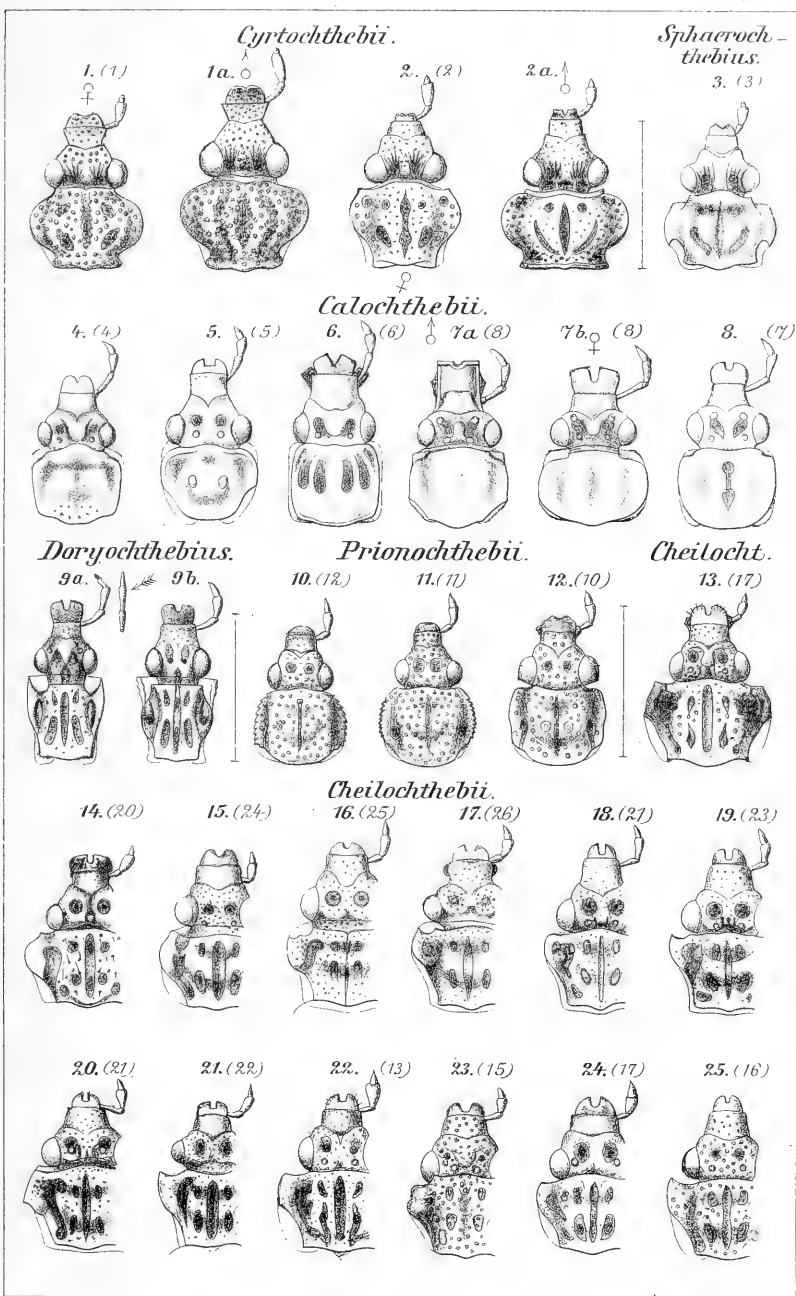 Cyrtochthebii.
Sphaeroch-
thebius.
1. (1) ♀
1a. ♂
2. (2) ♀
2a. ♂
3. (3)
Calochthebii.
4. (4)
5. (5)
6. (6)
7a (8) ♂
7b. (8) ♀
8. (7)
Doryochthebius.
Prionochthebii.
Cheilocht.
9a.
9b.
10. (12)
11. (11)
12. (10)
13. (17)
Cheilochthebii.
14. (20)
15. (24)
16. (25)
17. (26)
18. (21)
19. (23)
20. (21)
21. (22)
22. (13)
23. (15)
24. (17)
25. (16)